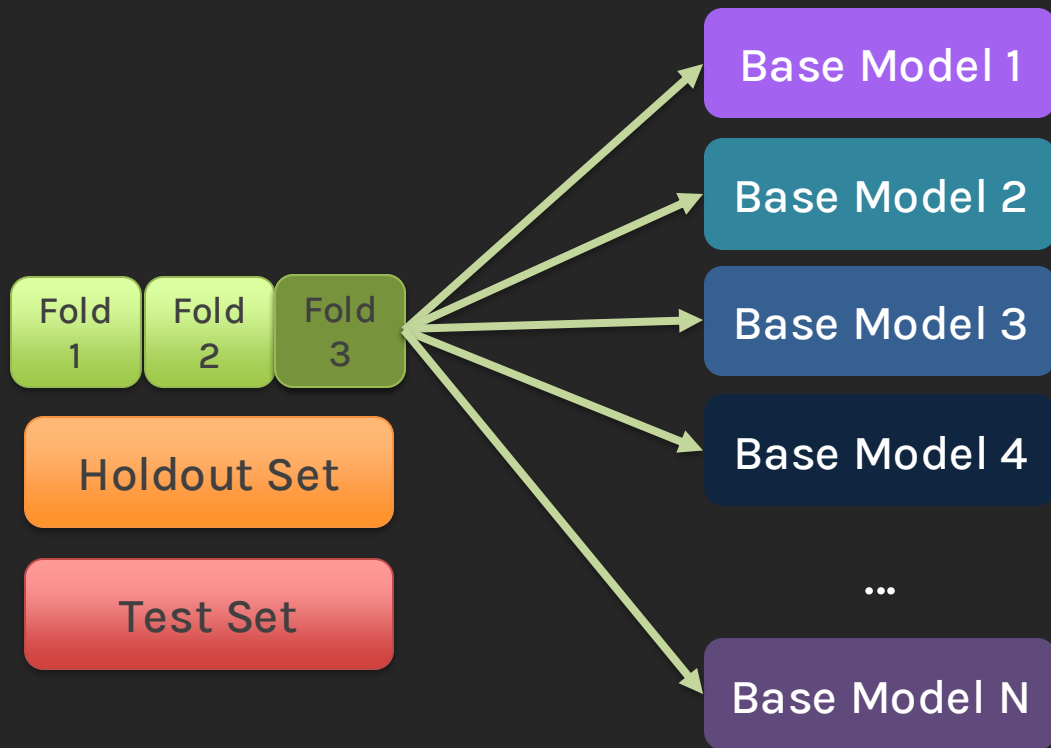 Base Model 1
Base Model 2
Fold
1
Fold
2
Fold
3
Base Model 3
Holdout Set
Base Model 4
Test Set
...
Base Model N